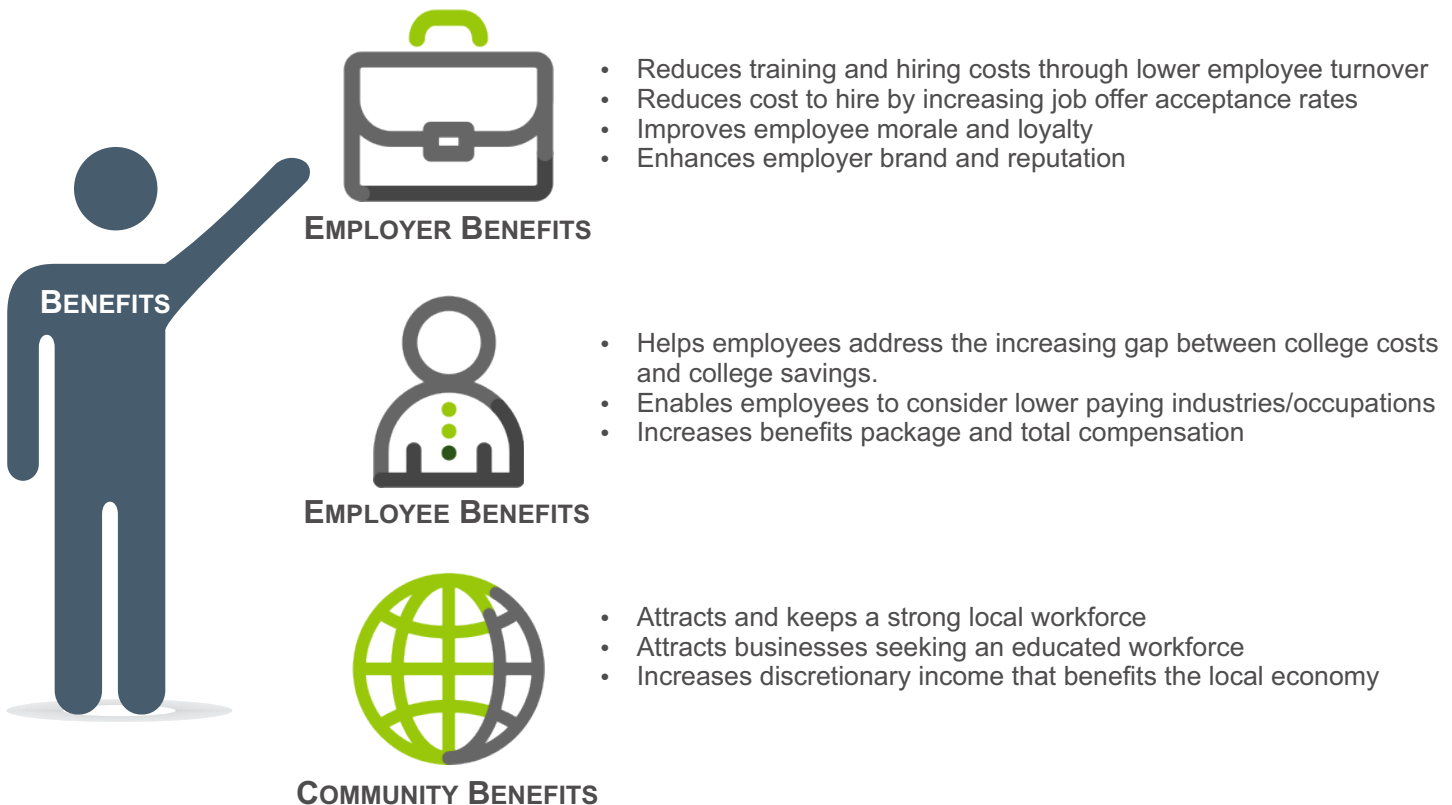 BENEFITS
• Reduces training and hiring costs through lower employee turnover
• Reduces cost to hire by increasing job offer acceptance rates
• Improves employee morale and loyalty
• Enhances employer brand and reputation
EMPLOYER BENEFITS
• Helps employees address the increasing gap between college costs
and college savings.
• Enables employees to consider lower paying industries/occupations
• Increases benefits package and total compensation
EMPLOYEE BENEFITS
• Attracts and keeps a strong local workforce
• Attracts businesses seeking an educated workforce
• Increases discretionary income that benefits the local economy
COMMUNITY BENEFITS